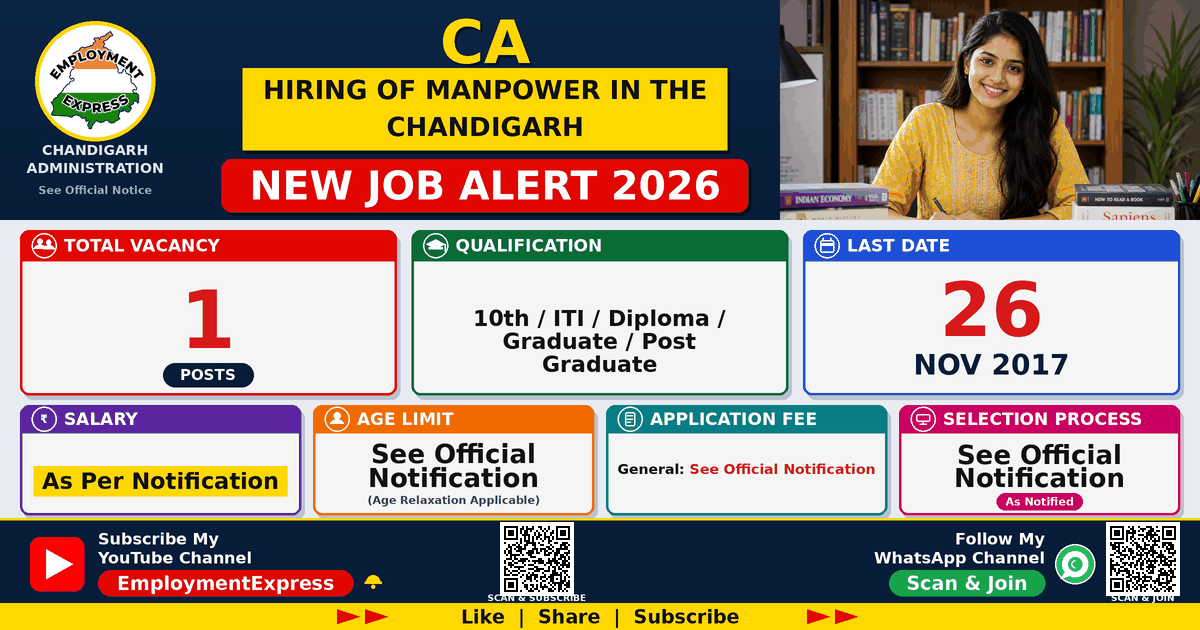 EMPLOYMENT
EXPRESS
CHANDIGARH
ADMINISTRATION
See Official Notice
CA
HIRING OF MANPOWER IN THE
CHANDIGARH
NEW JOB ALERT 2026
INDIAN ECONOMY
WORLD HISTORY
HOW TO READ A BOOK
Sapiens
TOTAL VACANCY
1
POSTS
QUALIFICATION
10th / ITI / Diploma /
Graduate / Post
Graduate
LAST DATE
26
NOV 2017
₹ SALARY
As Per Notification
AGE LIMIT
See Official
Notification
(Age Relaxation Applicable)
APPLICATION FEE
General: See Official Notification
SELECTION PROCESS
See Official
Notification
As Notified
Subscribe My
YouTube Channel
EmploymentExpress
SCAN & SUBSCRIBE
Follow My
WhatsApp Channel
Scan & Join
SCAN & JOIN
Like | Share | Subscribe